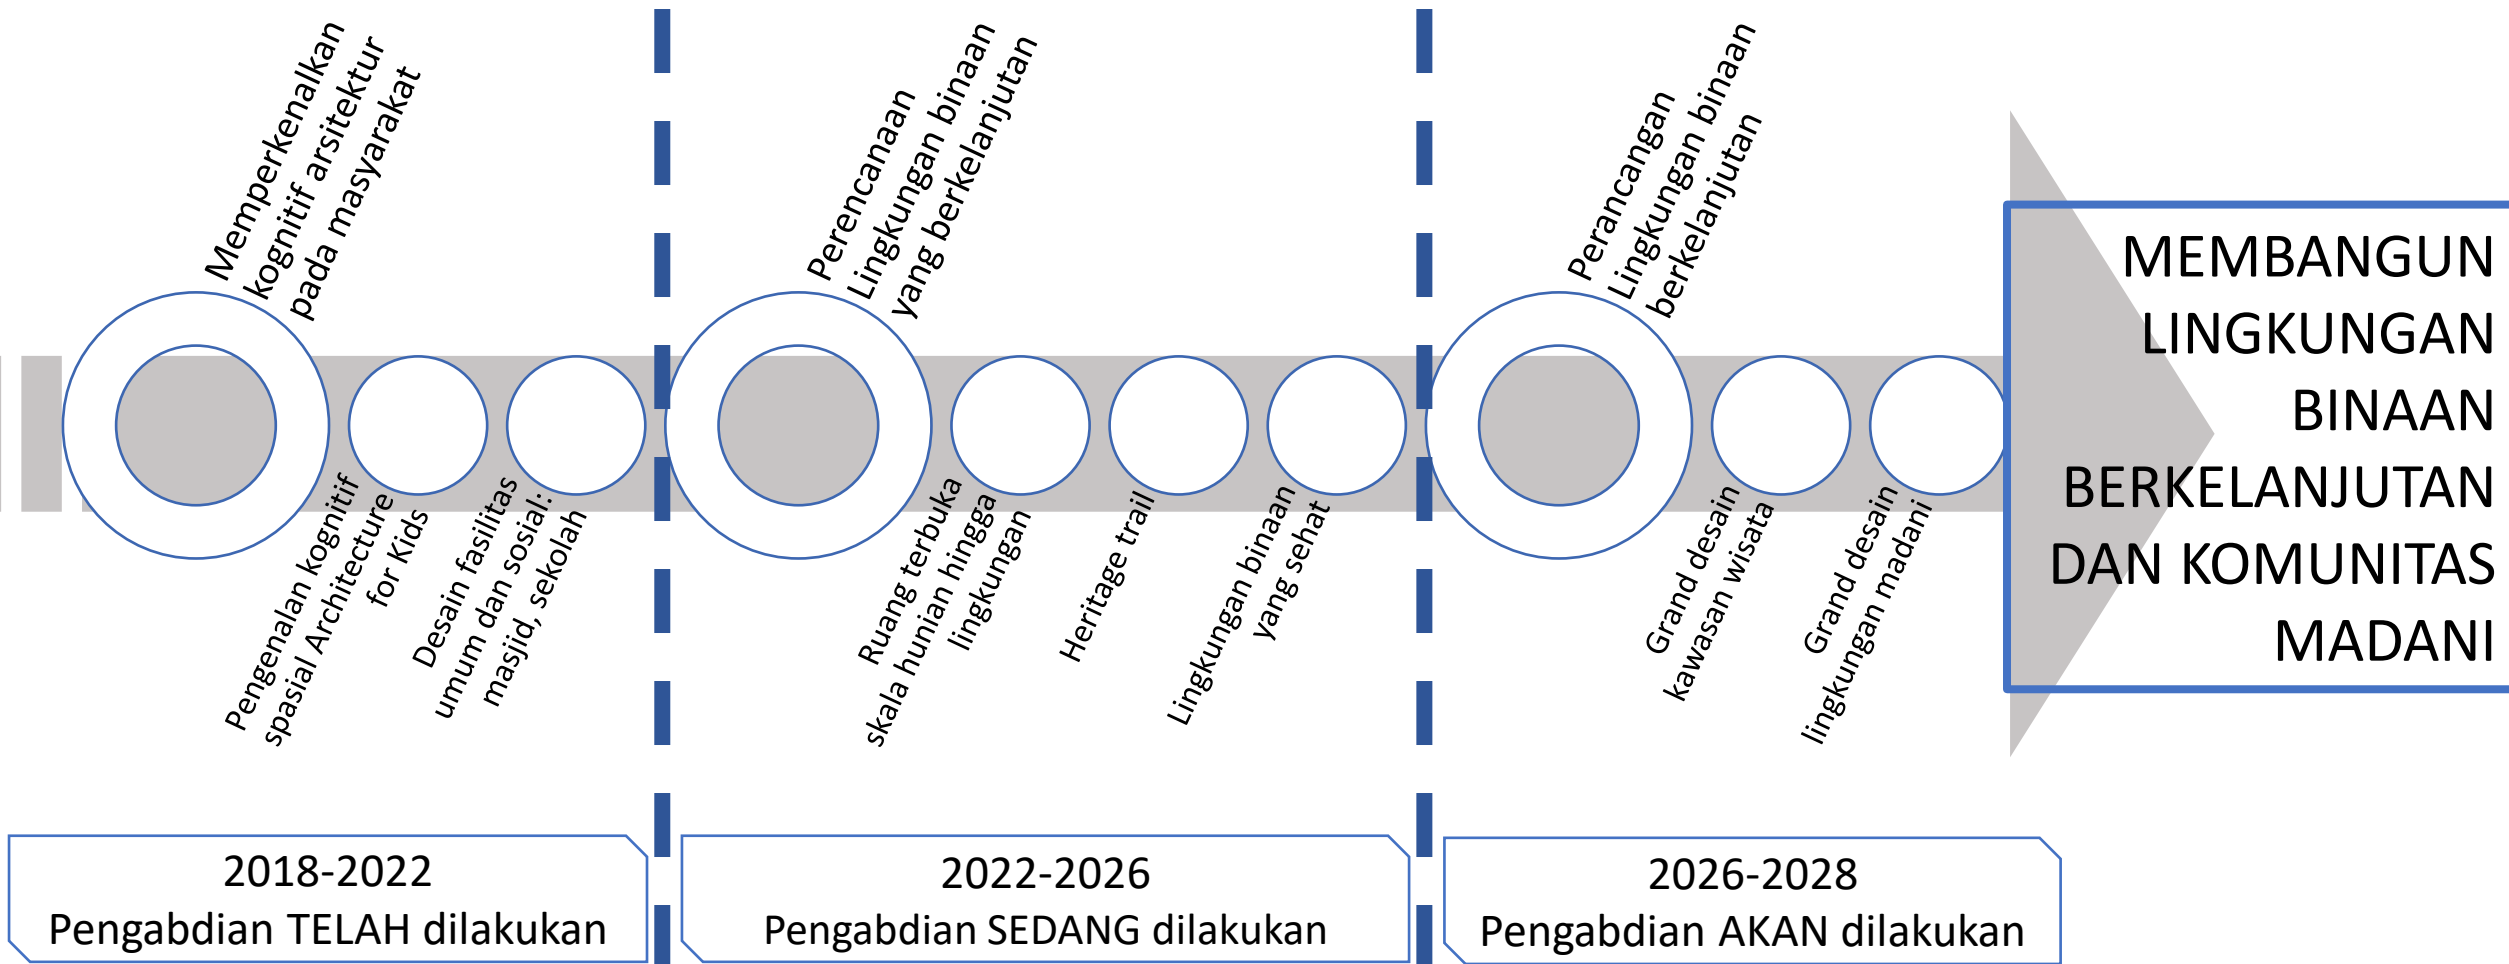 Memperkenalkan
kognitif arsitektur
pada masyarakat
Pengenalan kognitif
spasial Architecture
for Kids
Desain fasilitas
umum dan sosial:
masjid, sekolah
Perencanaan
Lingkungan binaan
yang berkelanjutan
Ruang terbuka
skala hunian hingga
lingkungan
Heritage trail
Lingkungan binaan
yang sehat
Perancangan
Lingkungan binaan
berkelanjutan
Grand desain
kawasan wisata
Grand desain
lingkungan madani
MEMBANGUN
LINGKUNGAN
BINAAN
BERKELANJUTAN
DAN KOMUNITAS
MADANI
2018-2022
Pengabdian TELAH dilakukan
2022-2026
Pengabdian SEDANG dilakukan
2026-2028
Pengabdian AKAN dilakukan